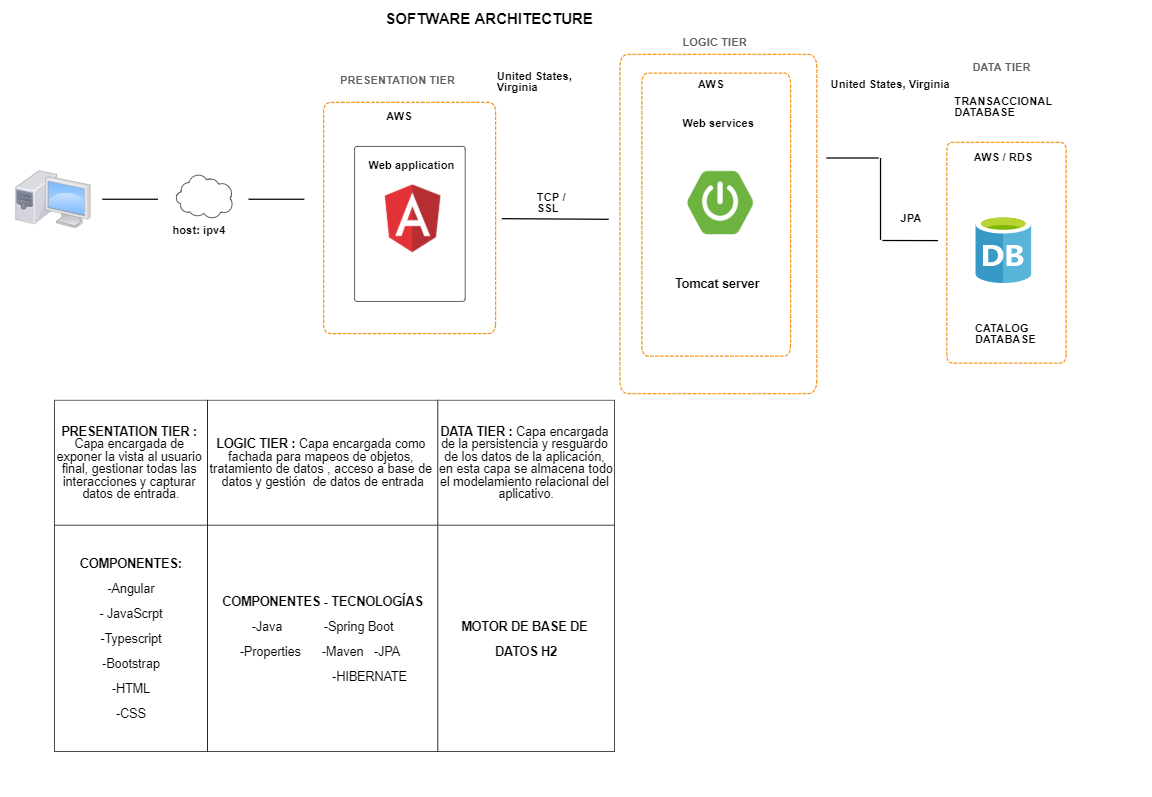 SOFTWARE ARCHITECTURE
PRESENTATION TIER
United States,
Virginia
AWS
Web application
A
host: ipv4
TCP /
SSL
LOGIC TIER
AWS
Web services
Tomcat server
United States, Virginia
JPA
DATA TIER
TRANSACCIONAL
DATABASE
AWS / RDS
DB
CATALOG
DATABASE
PRESENTATION TIER :
Capa encargada de
exponer la vista al usuario
final, gestionar todas las
interacciones y capturar
datos de entrada.
LOGIC TIER : Capa encargada como
fachada para mapeos de objetos,
tratamiento de datos , acceso a base de
datos y gestión  de datos de entrada
DATA TIER : Capa encargada
de la persistencia y resguardo
de los datos de la aplicación,
en esta capa se almacena todo
el modelamiento relacional del
aplicativo.
COMPONENTES:
-Angular
- JavaScrpt
-Typescript
-Bootstrap
-HTML
-CSS
COMPONENTES - TECNOLOGÍAS
-Java -Spring Boot
-Properties -Maven -JPA
-HIBERNATE
MOTOR DE BASE DE
DATOS H2